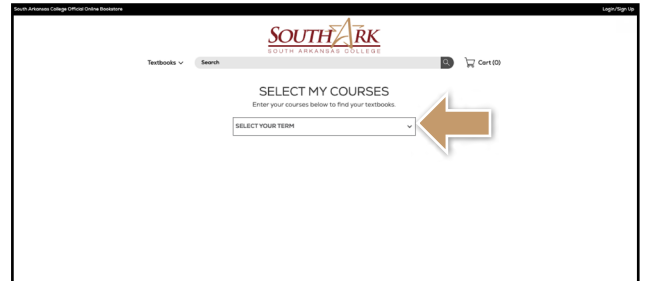 South Arkansas College Official Online Bookstore
Login/Sign Up
SOUTHARK
SOUTH ARKANSAS COLLEGE
Textbooks
Search
Cart (0)
SELECT MY COURSES
Enter your courses below to find your textbooks.
SELECT YOUR TERM